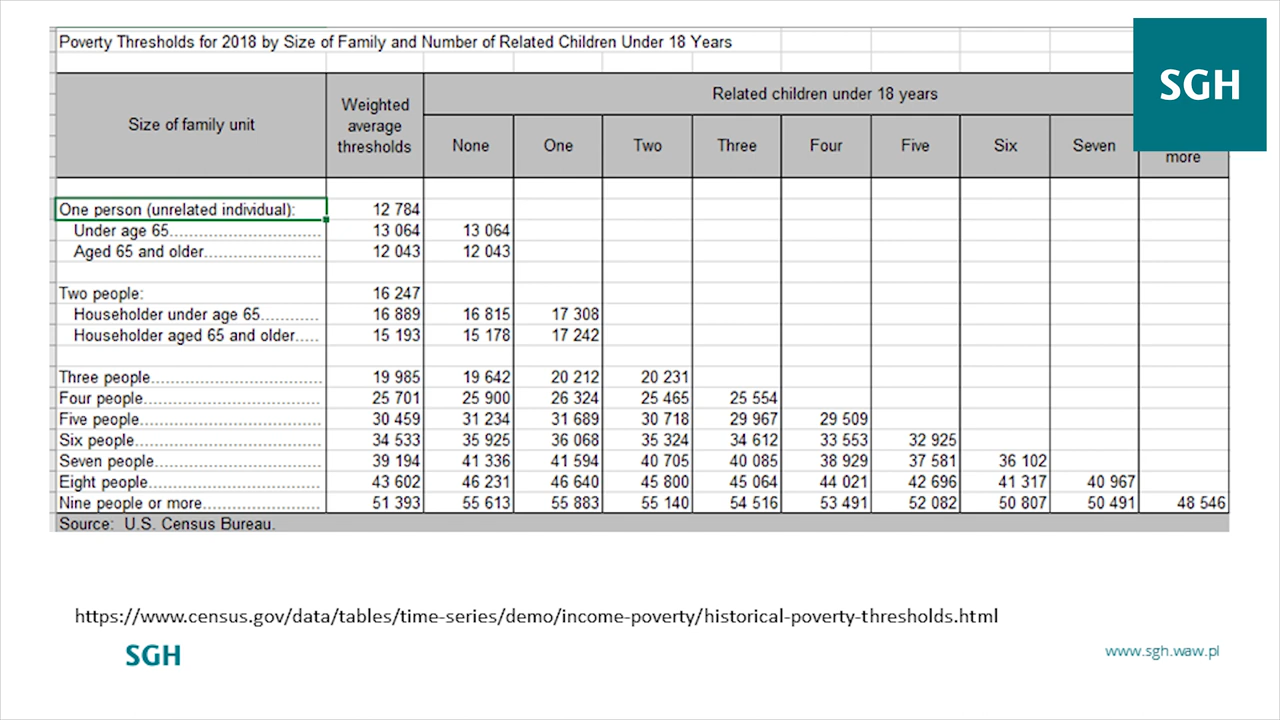 Poverty Thresholds for 2018 by Size of Family and Number of Related Children Under 18 Years
SGH
Size of family unit
Weighted average thresholds
Related children under 18 years
None One Two Three Four Five Six Seven more
One person (unrelated individual): 12 784
Under age 65 13 064 13 064
Aged 65 and older 12 043 12 043
Two people: 16 247
Householder under age 65 16 889 16 815 17 308
Householder aged 65 and older 15 193 15 178 17 242
Three people 19 985 19 642 20 212 20 231
Four people 25 701 25 900 26 324 25 465 25 554
Five people 30 459 31 234 31 689 30 718 29 967 29 509
Six people 34 533 35 925 36 068 35 324 34 612 33 553 32 925
Seven people 39 194 41 336 41 594 40 705 40 085 38 929 37 581 36 102
Eight people 43 602 46 231 46 640 45 800 45 064 44 021 42 696 41 317 40 967
Nine people or more 51 393 55 613 55 883 55 140 54 516 53 491 52 082 50 807 50 491 48 546
Source: U.S. Census Bureau.
https://www.census.gov/data/tables/time-series/demo/income-poverty/historical-poverty-thresholds.html
SGH
www.sgh.waw.pl